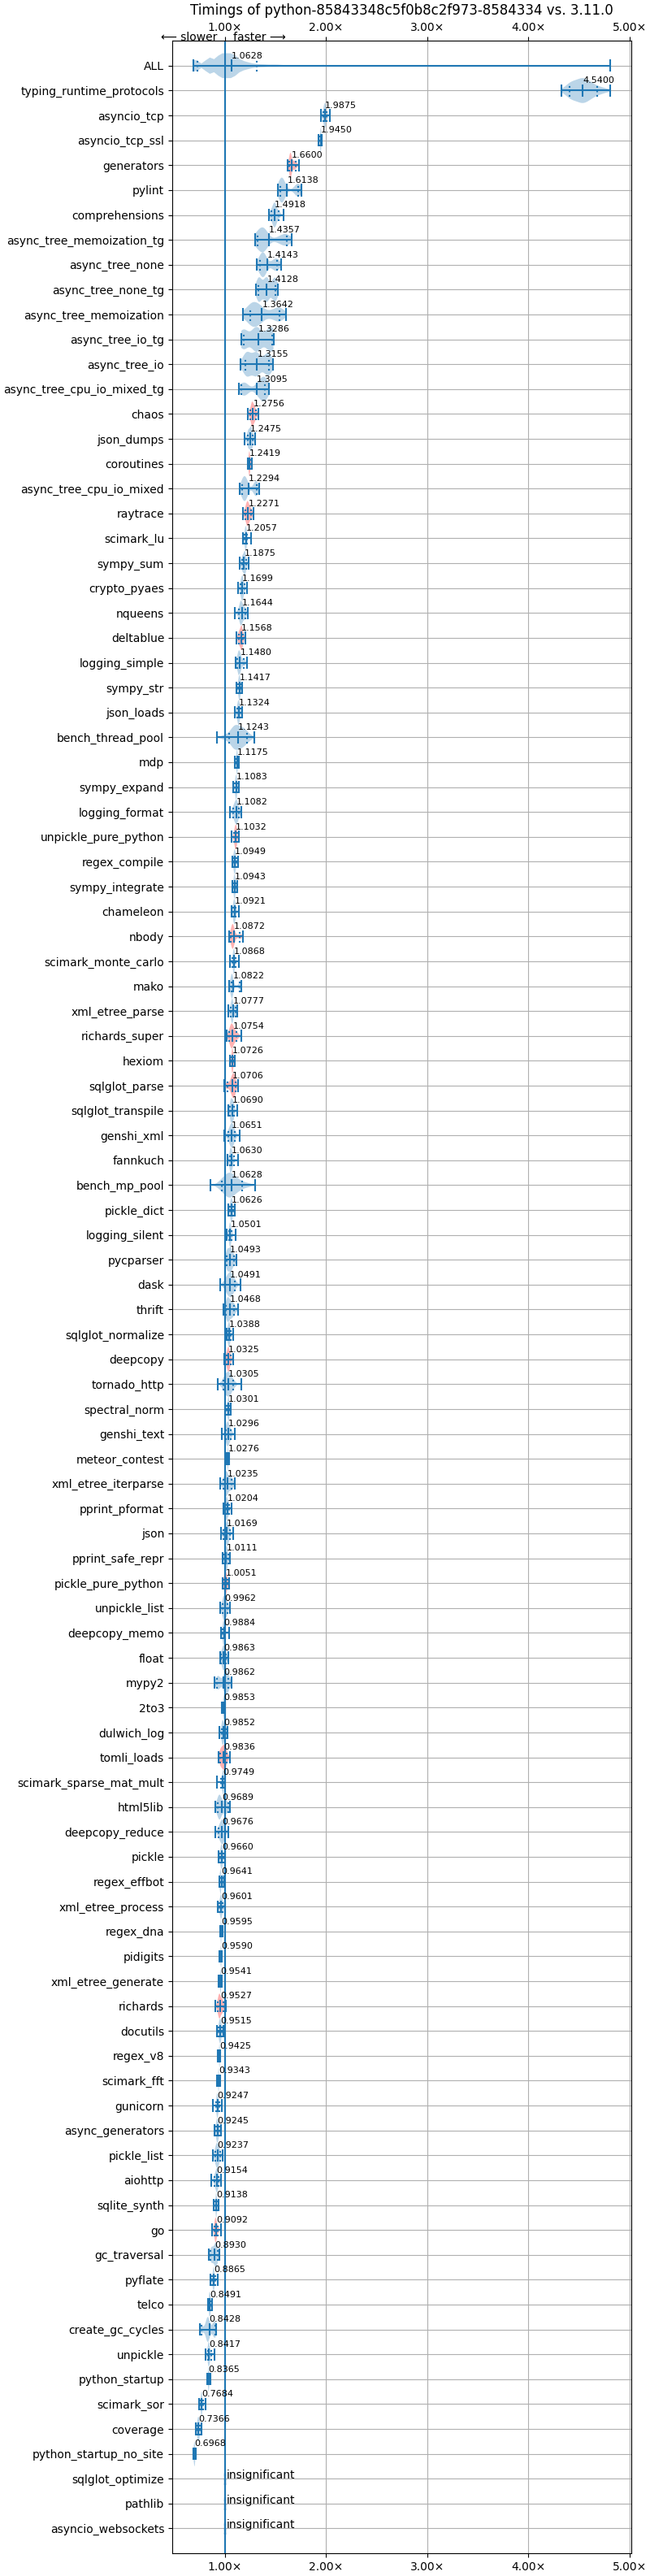 Timings of python-85843348c5f0b8c2f973-8584334 vs. 3.11.0
1.00× 2.00× 3.00× 4.00× 5.00×
⟵ slower faster ⟶
ALL 1.0628
typing_runtime_protocols 4.5400
asyncio_tcp 1.9875
asyncio_tcp_ssl 1.9450
generators 1.6600
pylint 1.6138
comprehensions 1.4918
async_tree_memoization_tg 1.4357
async_tree_none 1.4143
async_tree_none_tg 1.4128
async_tree_memoization 1.3642
async_tree_io_tg 1.3286
async_tree_io 1.3155
async_tree_cpu_io_mixed_tg 1.3095
chaos 1.2756
json_dumps 1.2475
coroutines 1.2419
async_tree_cpu_io_mixed 1.2294
raytrace 1.2271
scimark_lu 1.2057
sympy_sum 1.1875
crypto_pyaes 1.1699
nqueens 1.1644
deltablue 1.1568
logging_simple 1.1480
sympy_str 1.1417
json_loads 1.1324
bench_thread_pool 1.1243
mdp 1.1175
sympy_expand 1.1083
logging_format 1.1082
unpickle_pure_python 1.1032
regex_compile 1.0949
sympy_integrate 1.0943
chameleon 1.0921
nbody 1.0872
scimark_monte_carlo 1.0868
mako 1.0822
xml_etree_parse 1.0777
richards_super 1.0754
hexiom 1.0726
sqlglot_parse 1.0706
sqlglot_transpile 1.0690
genshi_xml 1.0651
fannkuch 1.0630
bench_mp_pool 1.0628
pickle_dict 1.0626
logging_silent 1.0501
pycparser 1.0493
dask 1.0491
thrift 1.0468
sqlglot_normalize 1.0388
deepcopy 1.0325
tornado_http 1.0305
spectral_norm 1.0301
genshi_text 1.0296
meteor_contest 1.0276
xml_etree_iterparse 1.0235
pprint_pformat 1.0204
json 1.0169
pprint_safe_repr 1.0111
pickle_pure_python 1.0051
unpickle_list 0.9962
deepcopy_memo 0.9884
float 0.9863
mypy2 0.9862
2to3 0.9853
dulwich_log 0.9852
tomli_loads 0.9836
scimark_sparse_mat_mult 0.9749
html5lib 0.9689
deepcopy_reduce 0.9676
pickle 0.9660
regex_effbot 0.9641
xml_etree_process 0.9601
regex_dna 0.9595
pidigits 0.9590
xml_etree_generate 0.9541
richards 0.9527
docutils 0.9515
regex_v8 0.9425
scimark_fft 0.9343
gunicorn 0.9247
async_generators 0.9245
pickle_list 0.9237
aiohttp 0.9154
sqlite_synth 0.9138
go 0.9092
gc_traversal 0.8930
pyflate 0.8865
telco 0.8491
create_gc_cycles 0.8428
unpickle 0.8417
python_startup 0.8365
scimark_sor 0.7684
coverage 0.7366
python_startup_no_site 0.6968
sqlglot_optimize insignificant
pathlib insignificant
asyncio_websockets insignificant
1.00× 2.00× 3.00× 4.00× 5.00×